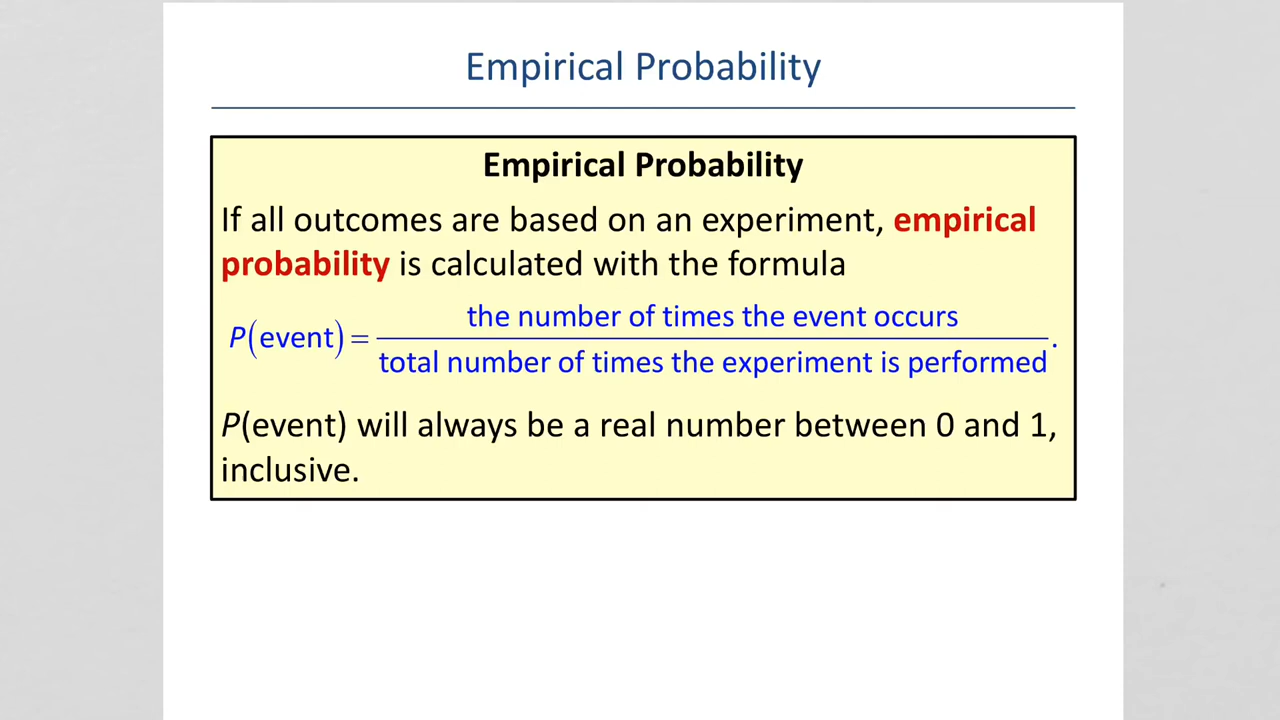 Empirical Probability
Empirical Probability
If all outcomes are based on an experiment, empirical
probability is calculated with the formula
P(event) = the number of times the event occurs
total number of times the experiment is performed.
P(event) will always be a real number between 0 and 1,
inclusive.